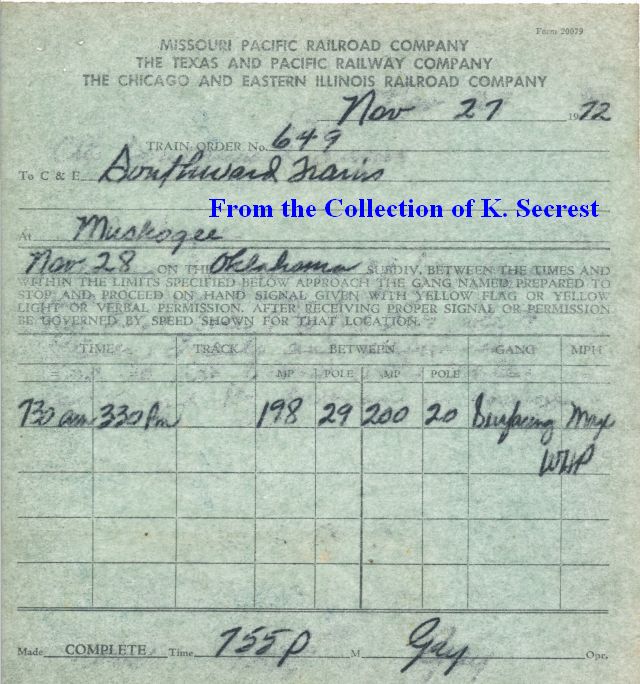 Form 20079
MISSOURI PACIFIC RAILROAD COMPANY
THE TEXAS AND PACIFIC RAILWAY COMPANY
THE CHICAGO AND EASTERN ILLINOIS RAILROAD COMPANY
Nov 27 1972
TRAIN ORDER No. 649
To C & E Southward Trains
From the Collection of K. Secrest
At Muskogee
Nov 28 ON THE Oklahoma SUBDIV. BETWEEN THE TIMES AND
WITHIN THE LIMITS SPECIFIED BELOW APPROACH THE GANG NAMED PREPARED TO
STOP AND PROCEED ON HAND SIGNAL GIVEN WITH YELLOW FLAG OR YELLOW
LIGHT OR VERBAL PERMISSION. AFTER RECEIVING PROPER SIGNAL OR PERMISSION
BE GOVERNED BY SPEED SHOWN FOR THAT LOCATION.
TIME TRACK BETWEEN GANG MPH
MP POLE MP POLE
730 am 330 Pm 198 29 200 20 Surfacing Max
WHP
Made COMPLETE Time 755 P M Gay Opr.